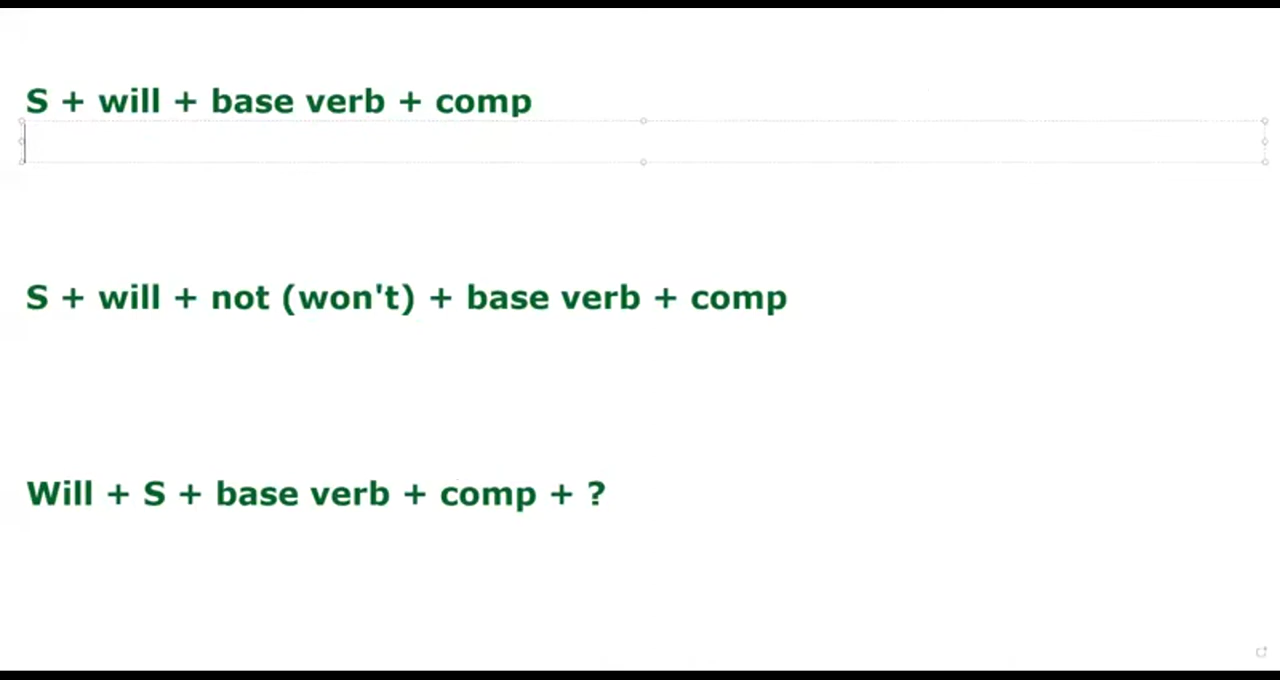 S + will + base verb + comp
S + will + not (won't) + base verb + comp
Will + S + base verb + comp + ?